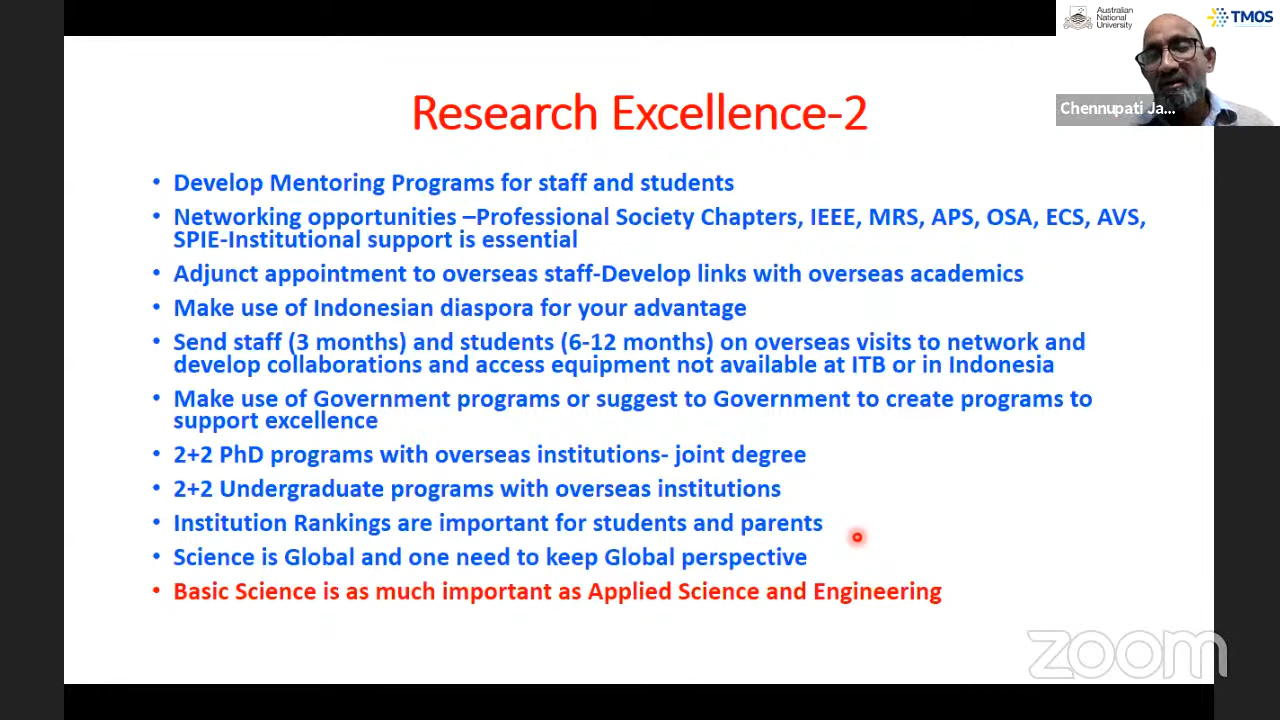 Australian
National
University
TMOS
Chennupati Ja...
Research Excellence-2
• Develop Mentoring Programs for staff and students
• Networking opportunities –Professional Society Chapters, IEEE, MRS, APS, OSA, ECS, AVS,
SPIE-Institutional support is essential
• Adjunct appointment to overseas staff-Develop links with overseas academics
• Make use of Indonesian diaspora for your advantage
• Send staff (3 months) and students (6-12 months) on overseas visits to network and
develop collaborations and access equipment not available at ITB or in Indonesia
• Make use of Government programs or suggest to Government to create programs to
support excellence
• 2+2 PhD programs with overseas institutions- joint degree
• 2+2 Undergraduate programs with overseas institutions
• Institution Rankings are important for students and parents
• Science is Global and one need to keep Global perspective
• Basic Science is as much important as Applied Science and Engineering
zoom